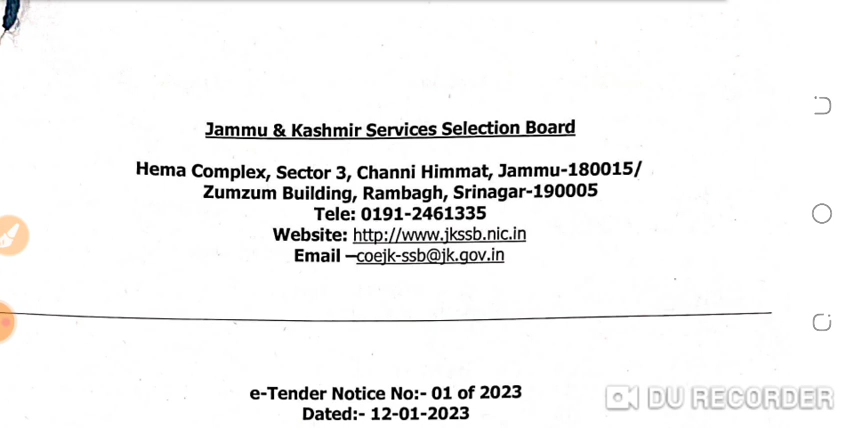 Jammu & Kashmir Services Selection Board
Hema Complex, Sector 3, Channi Himmat, Jammu-180015/
Zumzum Building, Rambagh, Srinagar-190005
Tele: 0191-2461335
Website: http://www.jkssb.nic.in
Email –coejk-ssb@jk.gov.in
e-Tender Notice No:- 01 of 2023
Dated:- 12-01-2023
DU RECORDER